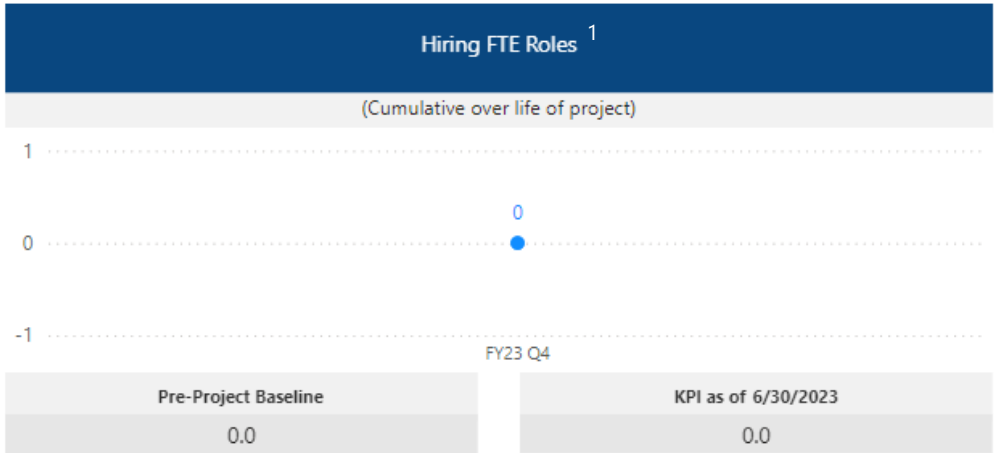 Hiring FTE Roles 1
(Cumulative over life of project)
1
0
0
-1
FY23 Q4
Pre-Project Baseline
KPI as of 6/30/2023
0.0
0.0